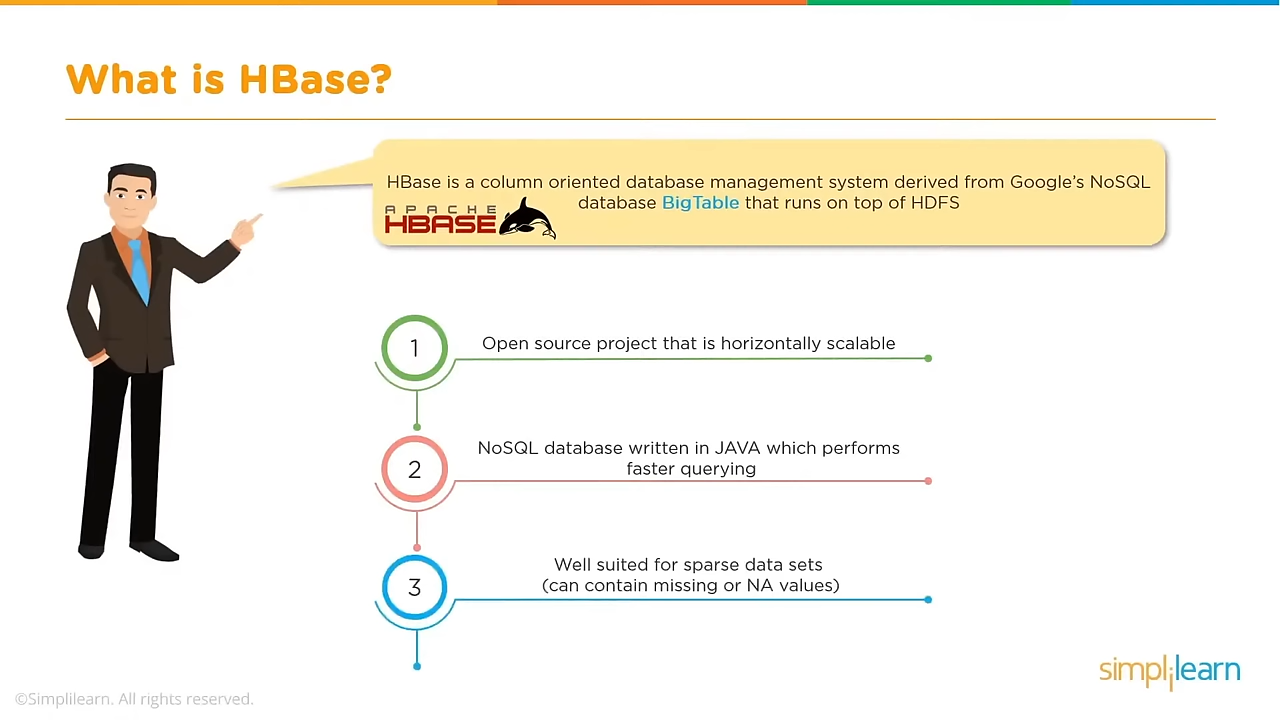 What is HBase?
HBase is a column oriented database management system derived from Google's NoSQL
database BigTable that runs on top of HDFS
APACHE
HBASE
1
Open source project that is horizontally scalable
2
NoSQL database written in JAVA which performs
faster querying
3
Well suited for sparse data sets
(can contain missing or NA values)
simplilearn
©Simplilearn. All rights reserved.